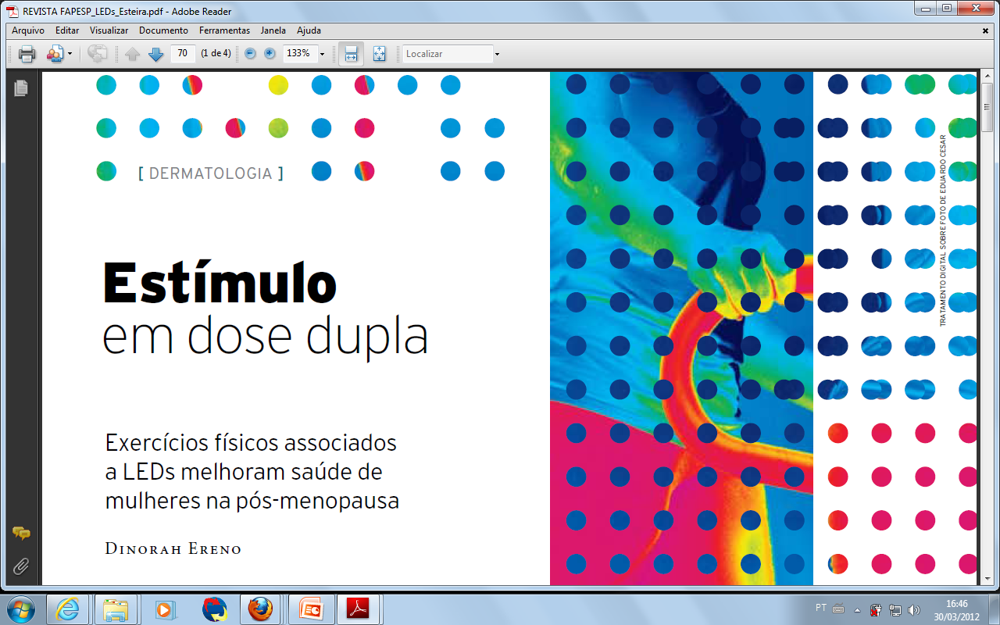 REVISTA FAPESP_LEDs_Esteira.pdf - Adobe Reader
Arquivo Editar Visualizar Documento Ferramentas Janela Ajuda
70 (1 de 4) 133% Localizar
[ DERMATOLOGIA ]
Estímulo
em dose dupla
Exercícios físicos associados
a LEDs melhoram saúde de
mulheres na pós-menopausa
Dinorah Ereno
TRATAMENTO DIGITAL SOBRE FOTO DE EDUARDO CESAR
PT
16:46
30/03/2012